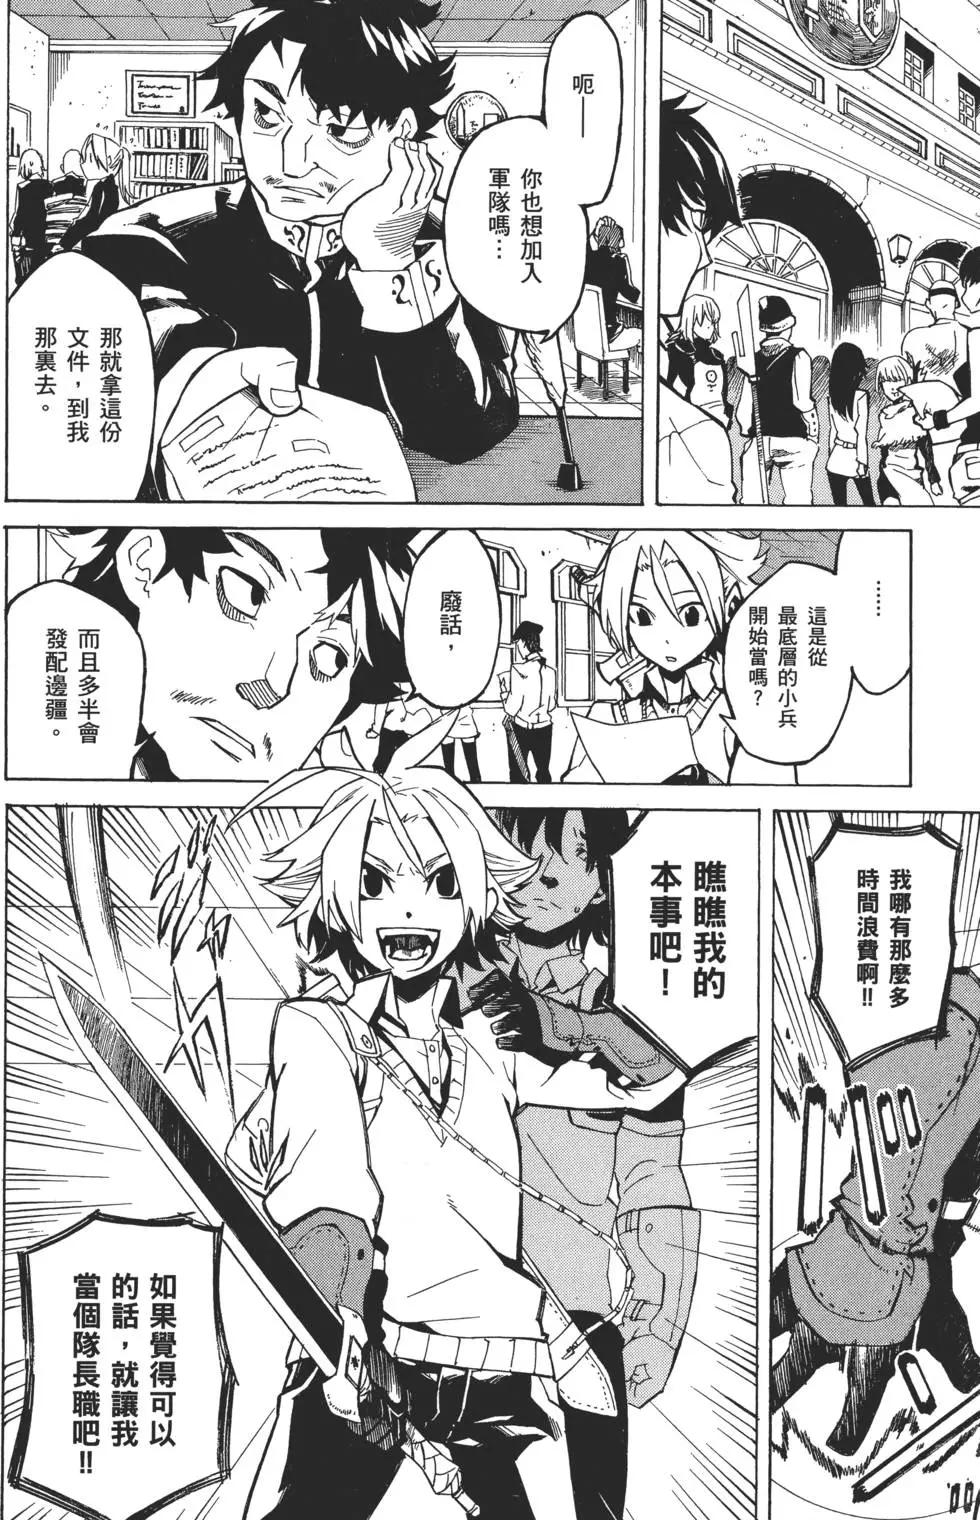 呃——
你也想加入
軍隊嗎…
那就拿這份
文件，到我
那裏去。
……
這是從
最底層的小兵
開始當嗎？
廢話，
而且多半會
發配邊疆。
我哪有那麼多
時間浪費啊!!
瞧瞧我的
本事吧！
如果覺得可以
的話，就讓我
當個隊長職吧!!